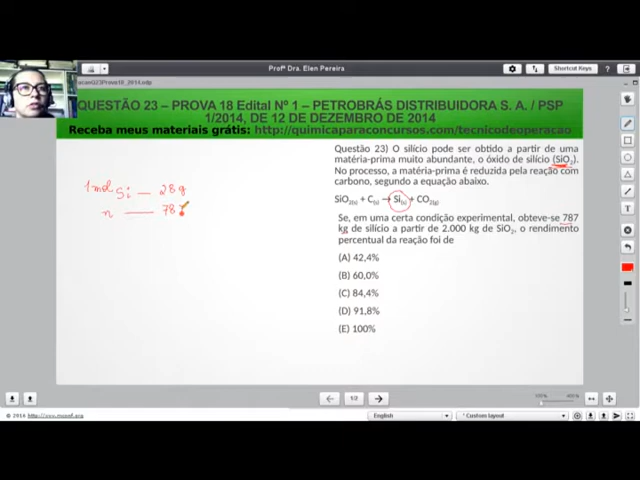 Profª Dra. Elen Pereira
Shortcut Keys
QUESTÃO 23 – PROVA 18 Edital Nº 1 – PETROBRÁS DISTRIBUIDORA S. A. / PSP
1/2014, DE 12 DE DEZEMBRO DE 2014
Receba meus materiais grátis: http://quimicaparaconcursos.com/tecnicodeoperacao
Questão 23) O silício pode ser obtido a partir de uma
matéria-prima muito abundante, o óxido de silício (SiO₂).
No processo, a matéria-prima é reduzida pela reação com
carbono, segundo a equação abaixo.
SiO₂(s) + C(s) → Si(s) + CO₂(g)
Se, em uma certa condição experimental, obteve-se 787
kg de silício a partir de 2.000 kg de SiO₂, o rendimento
percentual da reação foi de
(A) 42,4%
(B) 60,0%
(C) 84,4%
(D) 91,8%
(E) 100%
1mol Si — 28g
n — 787
1/2
English
* Custom layout